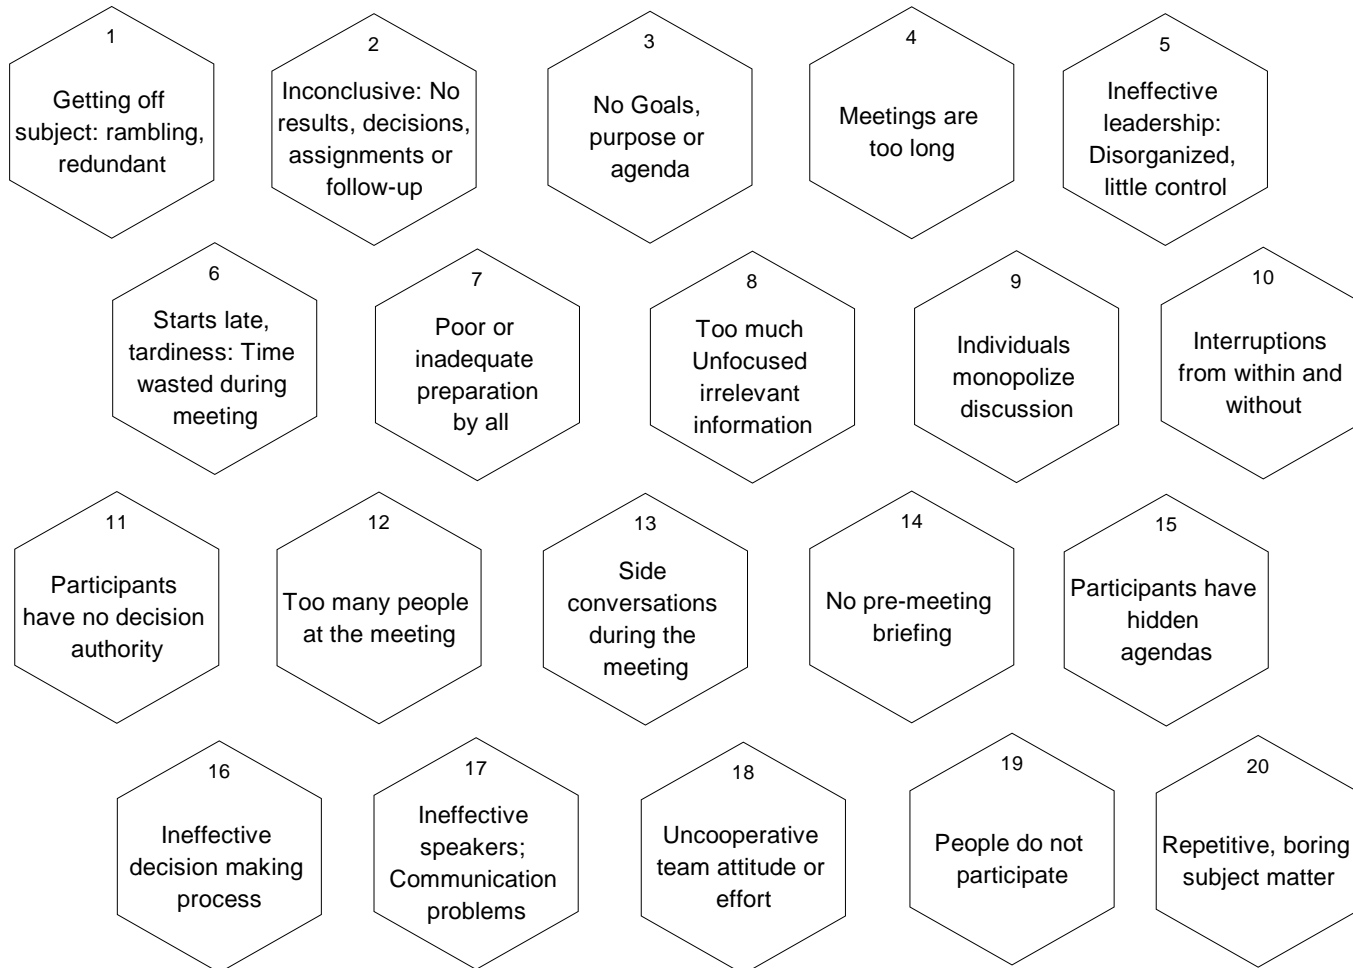 1
Getting off
subject: rambling,
redundant
2
Inconclusive: No
results, decisions,
assignments or
follow-up
3
No Goals,
purpose or
agenda
4
Meetings are
too long
5
Ineffective
leadership:
Disorganized,
little control
6
Starts late,
tardiness: Time
wasted during
meeting
7
Poor or
inadequate
preparation
by all
8
Too much
Unfocused
irrelevant
information
9
Individuals
monopolize
discussion
10
Interruptions
from within and
without
11
Participants
have no decision
authority
12
Too many people
at the meeting
13
Side
conversations
during the
meeting
14
No pre-meeting
briefing
15
Participants have
hidden
agendas
16
Ineffective
decision making
process
17
Ineffective
speakers;
Communication
problems
18
Uncooperative
team attitude or
effort
19
People do not
participate
20
Repetitive, boring
subject matter